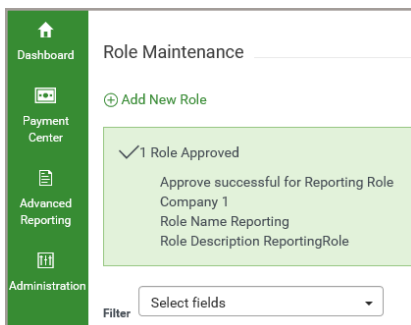 Dashboard
Payment
Center
Advanced
Reporting
Administration
Role Maintenance
Add New Role
1 Role Approved
Approve successful for Reporting Role
Company 1
Role Name Reporting
Role Description ReportingRole
Filter
Select fields